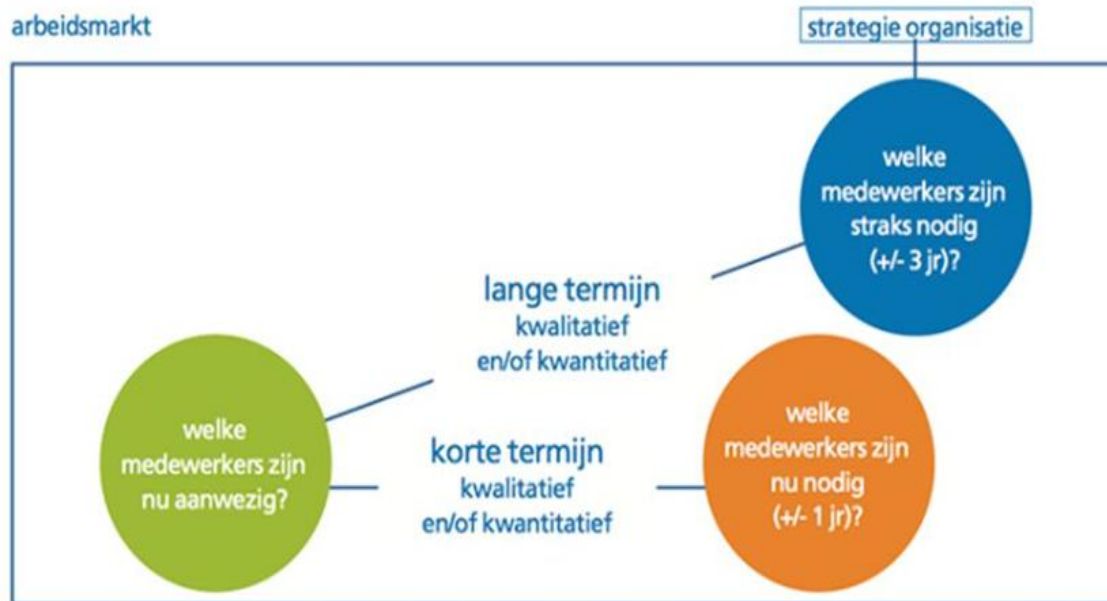 arbeidsmarkt
strategie organisatie
welke
medewerkers zijn
straks nodig
(+/- 3 jr)?
lange termijn
kwalitatief
en/of kwantitatief
welke
medewerkers zijn
nu aanwezig?
korte termijn
kwalitatief
en/of kwantitatief
welke
medewerkers zijn
nu nodig
(+/- 1 jr)?